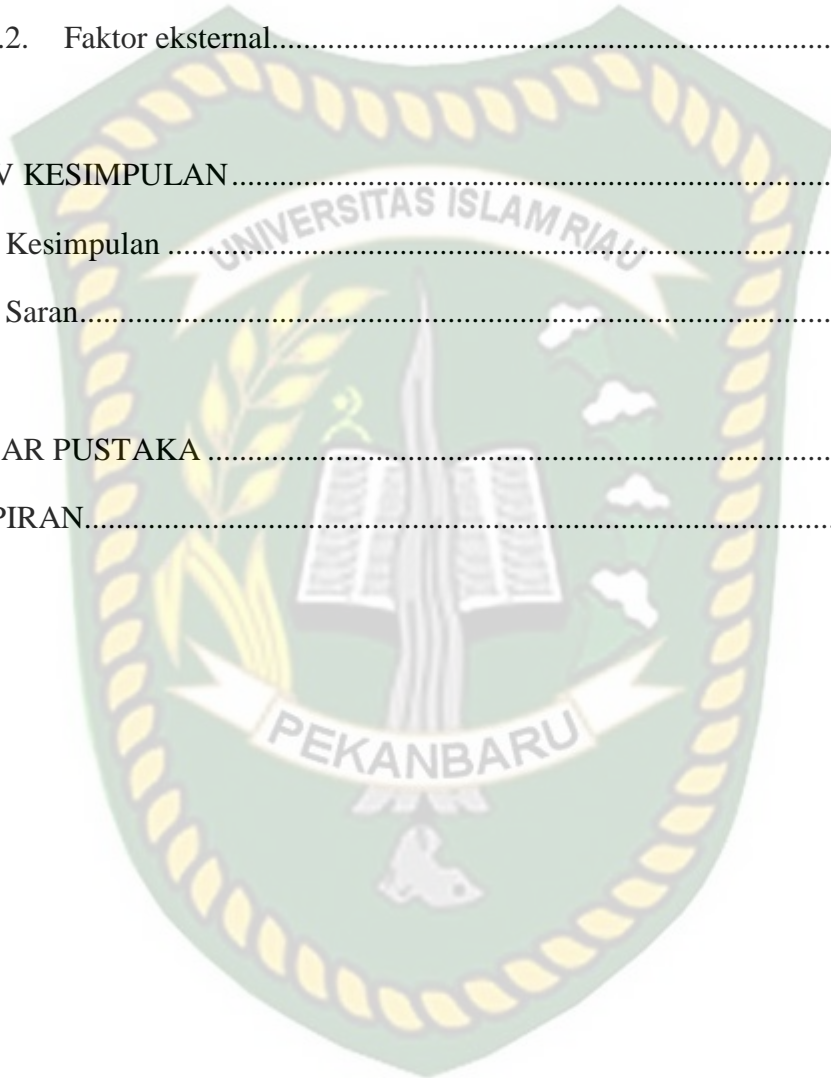 .2. Faktor eksternal........................................................................
V KESIMPULAN............................................................................
Kesimpulan ...................................................................................
Saran..............................................................................................
UNIVERSITAS ISLAM RIAU
AR PUSTAKA ..............................................................................
PIRAN............................................................................................
PEKANBARU